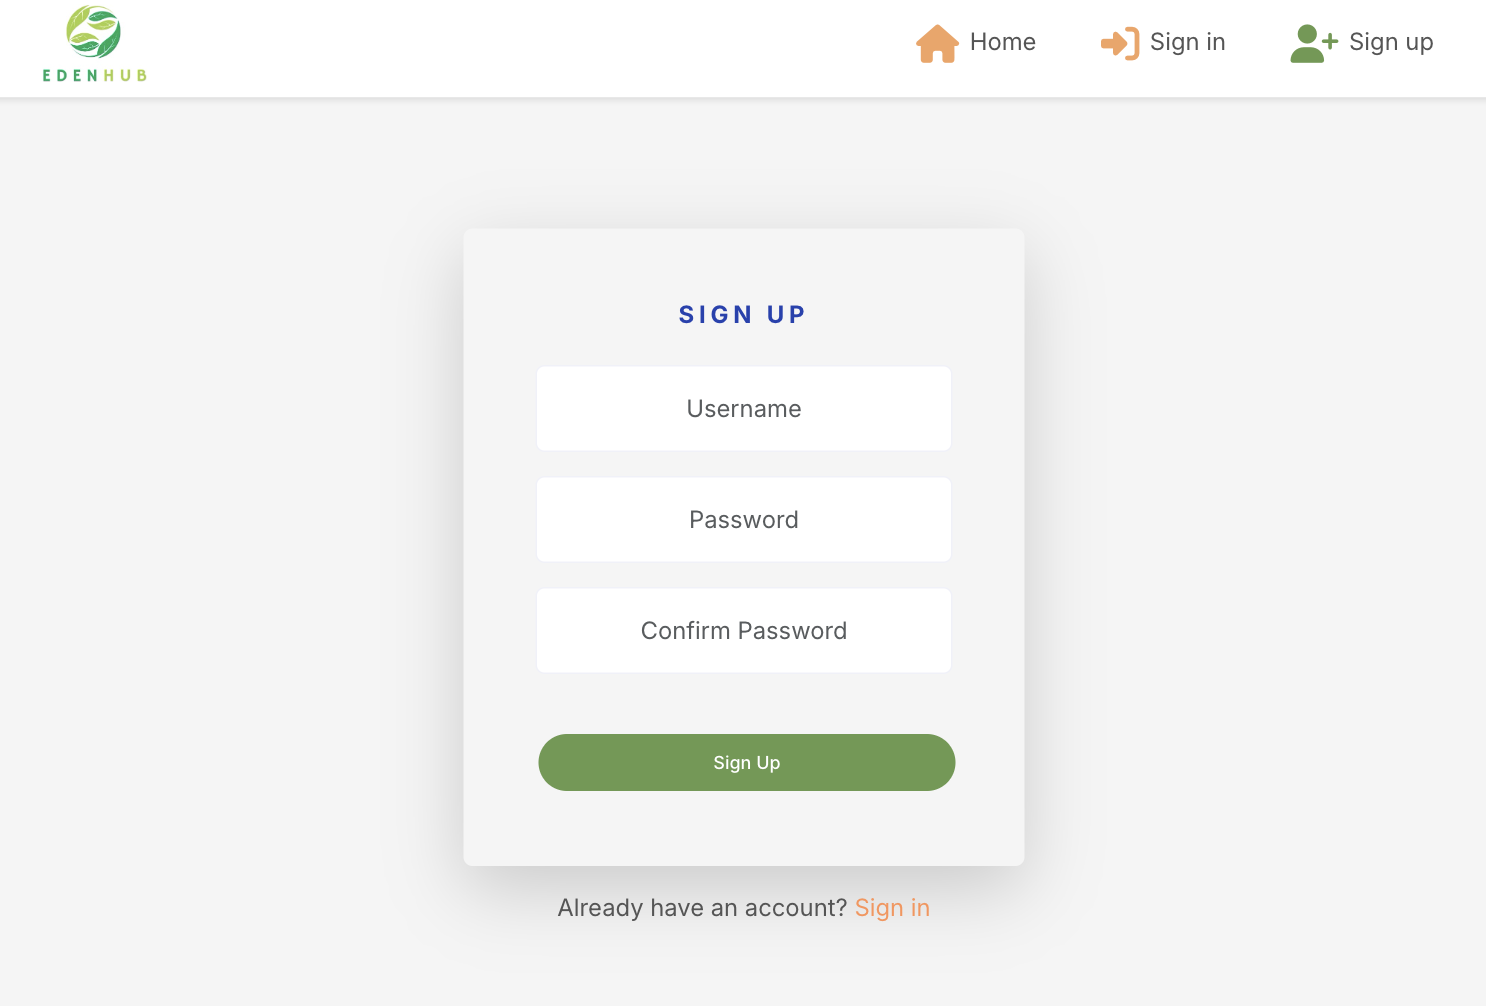 EDENHUB
Home
Sign in
Sign up
SIGN UP
Username
Password
Confirm Password
Sign Up
Already have an account? Sign in